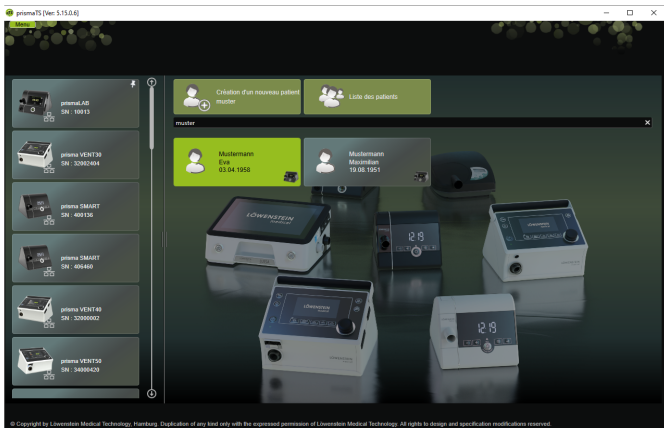 prismaTS [Ver: 5.15.0.6]
Menu
prismaLAB
SN : 10013
prisma VENT30
SN : 32002404
prisma SMART
SN : 400136
prisma SMART
SN : 406460
prisma VENT40
SN : 32000002
prisma VENT50
SN : 34000420
Création d'un nouveau patient
muster
Liste des patients
muster
Mustermann
Eva
03.04.1958
Mustermann
Maximilian
19.08.1951
LÖWENSTEIN
12:19
LÖWENSTEIN
12:19
© Copyright by Löwenstein Medical Technology, Hamburg. Duplication of any kind only with the expressed permission of Löwenstein Medical Technology. All rights to design and specification modifications reserved.